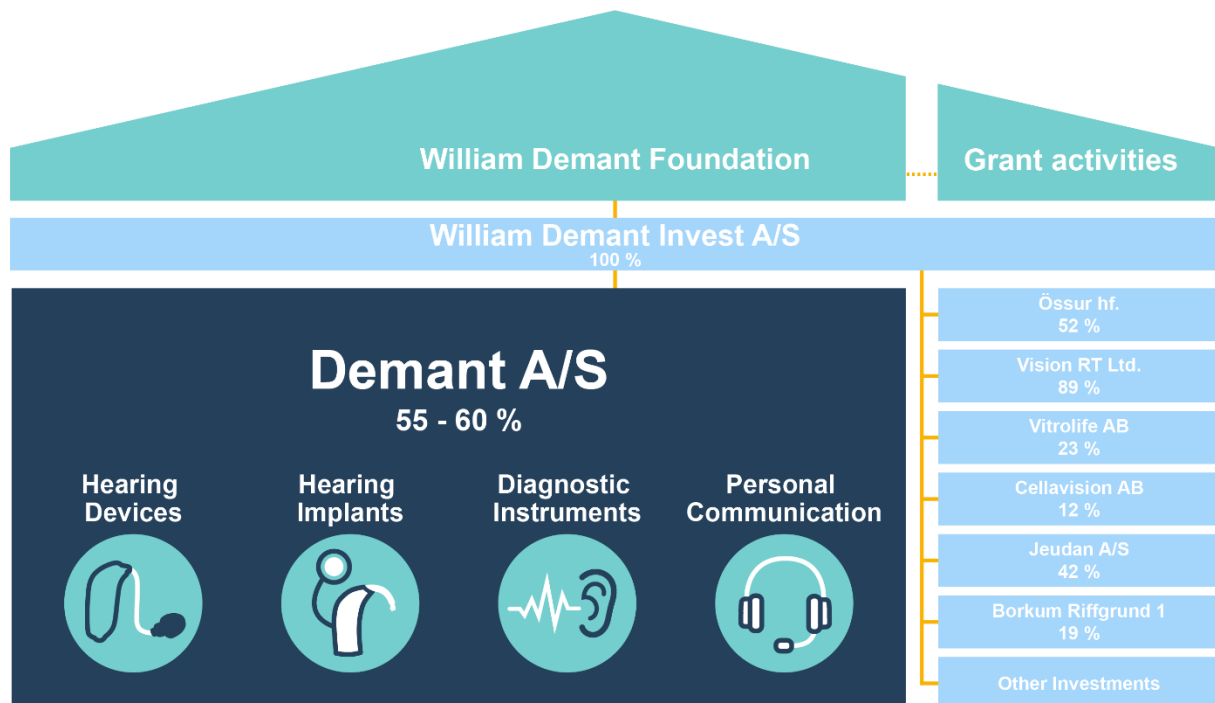 William Demant Foundation
Grant activities
William Demant Invest A/S
100 %
Demant A/S
55 - 60 %
Hearing
Devices
Hearing
Implants
Diagnostic
Instruments
Personal
Communication
Össur hf.
52 %
Vision RT Ltd.
89 %
Vitrolife AB
23 %
Cellavision AB
12 %
Jeudan A/S
42 %
Borkum Riffgrund 1
19 %
Other Investments